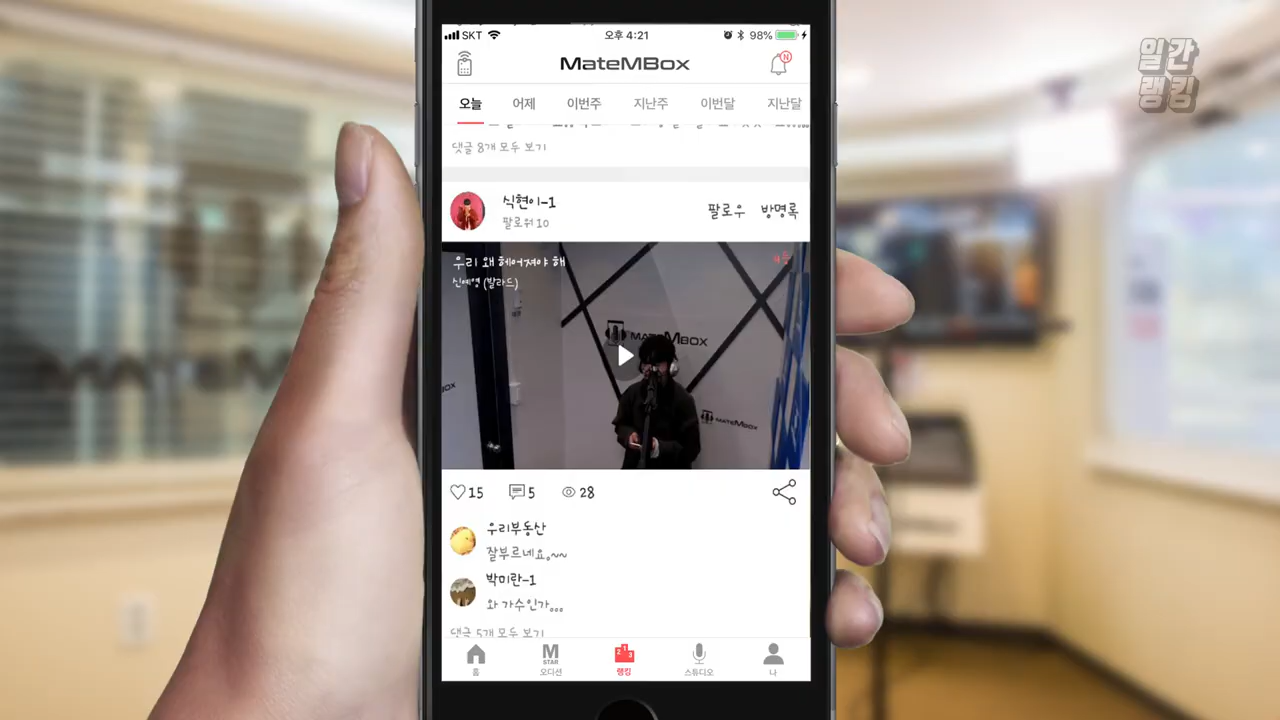 SKT 오후 4:21 98%
MateMBox N
일간
랭킹
오늘 어제 이번주 지난주 이번달 지난달
댓글 8개 모두 보기
식현이-1 팔로우 방명록
팔로워 10
우리 왜 헤어져야 해
신예영 (발라드)
MATEMBOX
MATEMBOX
15 5 28
우리부동산
잘부르네요.~~
박미란-1
와 가수인가...
댓글 5개 모두 보기
홈 M STAR 오디션 2 1 3 랭킹 스튜디오 나